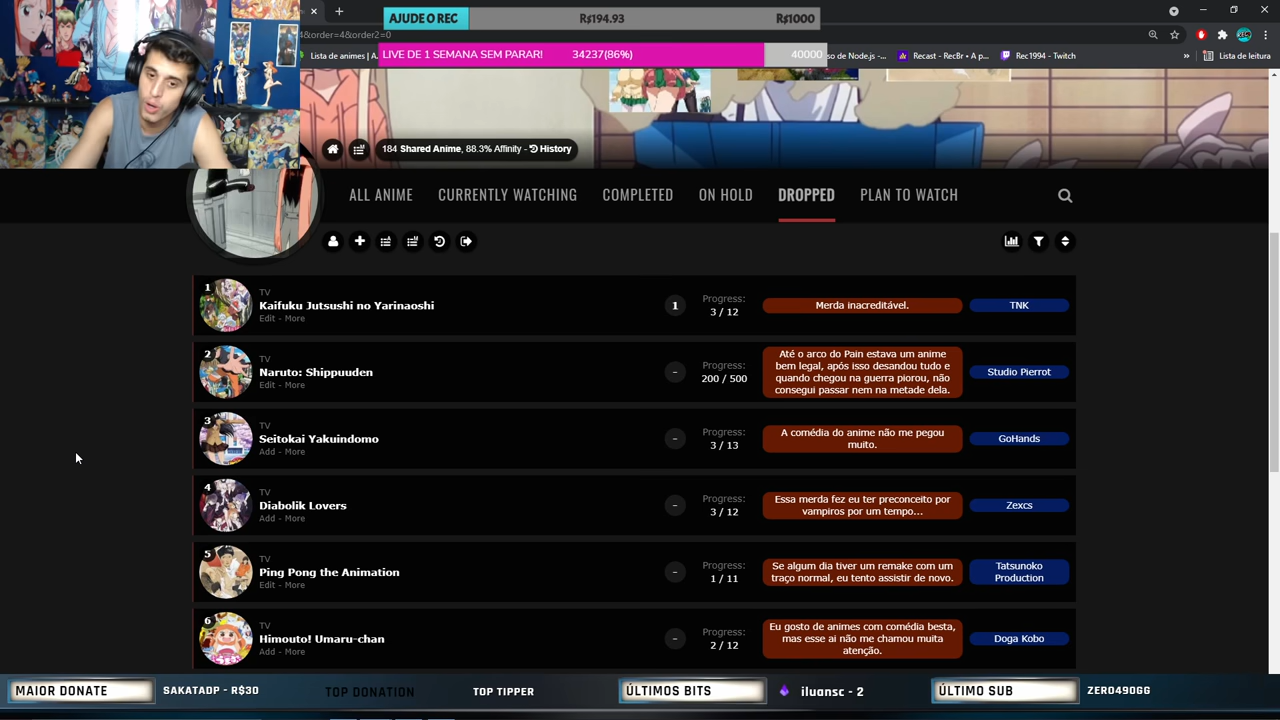 AJUDE O REC R$194.93 R$1000
4&order=4&order2=0
LIVE DE 1 SEMANA SEM PARAR! 34237(86%) 40000
Lista de animes | A. so de Node.js -... Recast - RecBr • A p... Rec1994 - Twitch » Lista de leitura
184 Shared Anime, 88.3% Affinity - History
ALL ANIME CURRENTLY WATCHING COMPLETED ON HOLD DROPPED PLAN TO WATCH
1
TV
Kaifuku Jutsushi no Yarinaoshi
Edit - More
1
Progress:
3 / 12
Merda inacreditável.
TNK
2
TV
Naruto: Shippuuden
Edit - More
-
Progress:
200 / 500
Até o arco do Pain estava um anime
bem legal, após isso desandou tudo e
quando chegou na guerra piorou, não
consegui passar nem na metade dela.
Studio Pierrot
3
TV
Seitokai Yakuindomo
Add - More
-
Progress:
3 / 13
A comédia do anime não me pegou
muito.
GoHands
4
TV
Diabolik Lovers
Add - More
-
Progress:
3 / 12
Essa merda fez eu ter preconceito por
vampiros por um tempo...
Zexcs
5
TV
Ping Pong the Animation
Edit - More
-
Progress:
1 / 11
Se algum dia tiver um remake com um
traço normal, eu tento assistir de novo.
Tatsunoko
Production
6
TV
Himouto! Umaru-chan
Add - More
-
Progress:
2 / 12
Eu gosto de animes com comédia besta,
mas esse ai não me chamou muita
atenção.
Doga Kobo
MAIOR DONATE SAKATADP - R$30 TOP DONATION TOP TIPPER ÚLTIMOS BITS iluansc - 2 ÚLTIMO SUB ZER0490GG